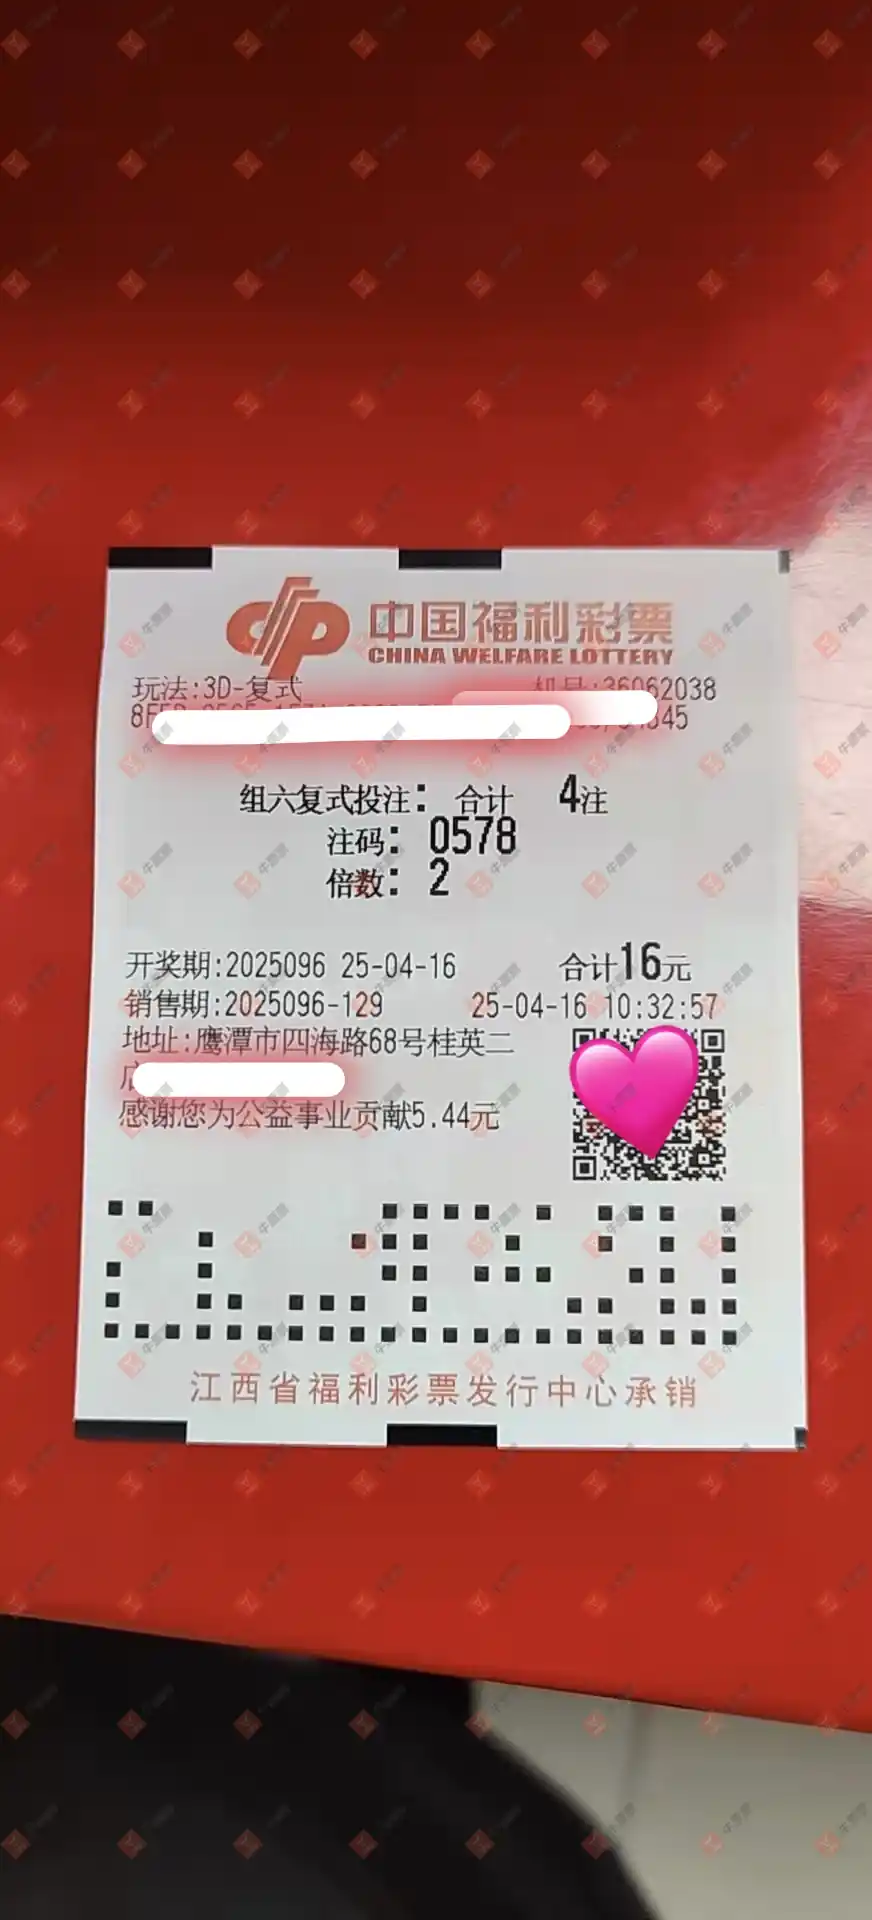 中国福利彩票
CHINA WELFARE LOTTERY
玩法:3D-复式 机号:36062038
组六复式投注: 合计 4注
注码: 0578
倍数: 2
开奖期:2025096 25-04-16 合计16元
销售期:2025096-129 25-04-16 10:32:57
地址:鹰潭市四海路68号桂英二
店
感谢您为公益事业贡献5.44元
江西省福利彩票发行中心承销